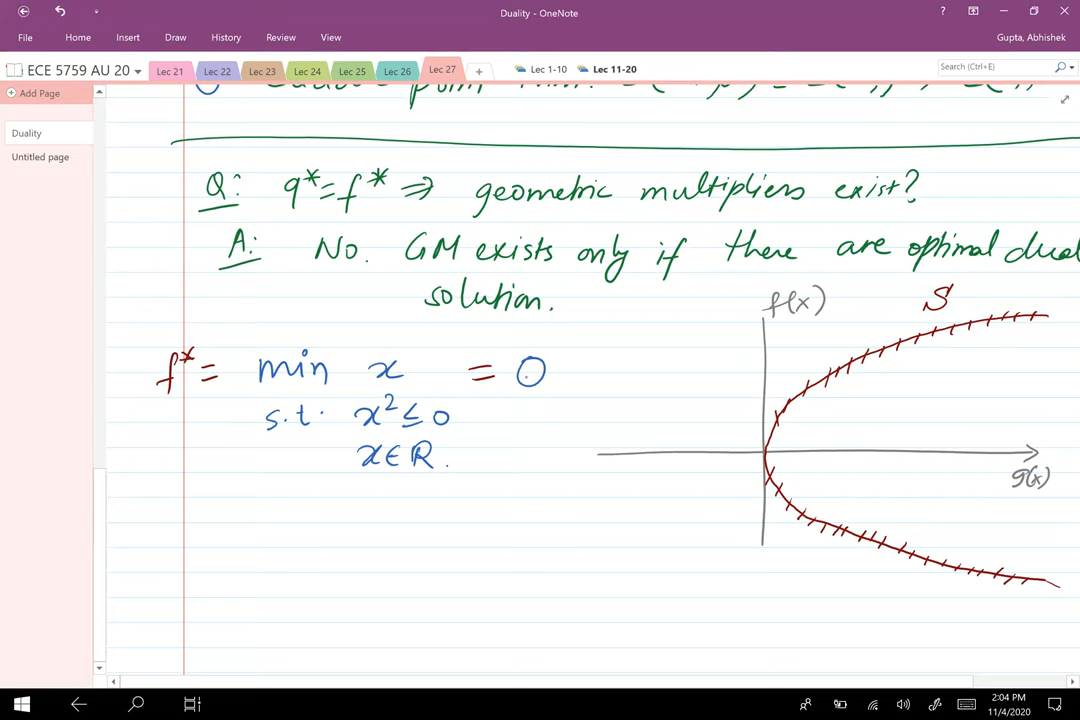 Duality - OneNote
?
Gupta, Abhishek
File Home Insert Draw History Review View
ECE 5759 AU 20 Lec 21 Lec 22 Lec 23 Lec 24 Lec 25 Lec 26 Lec 27 + Lec 1-10 Lec 11-20 Search (Ctrl+E)
Add Page
Duality
Untitled page
Q: q* = f* ⇒ geometric multipliers exist?
A: No. GM exists only if there are optimal dual
solution.
f(x) S
f* = min x = 0
s.t. x² ≤ 0
x ∈ ℝ.
g(x)
2:04 PM
11/4/2020